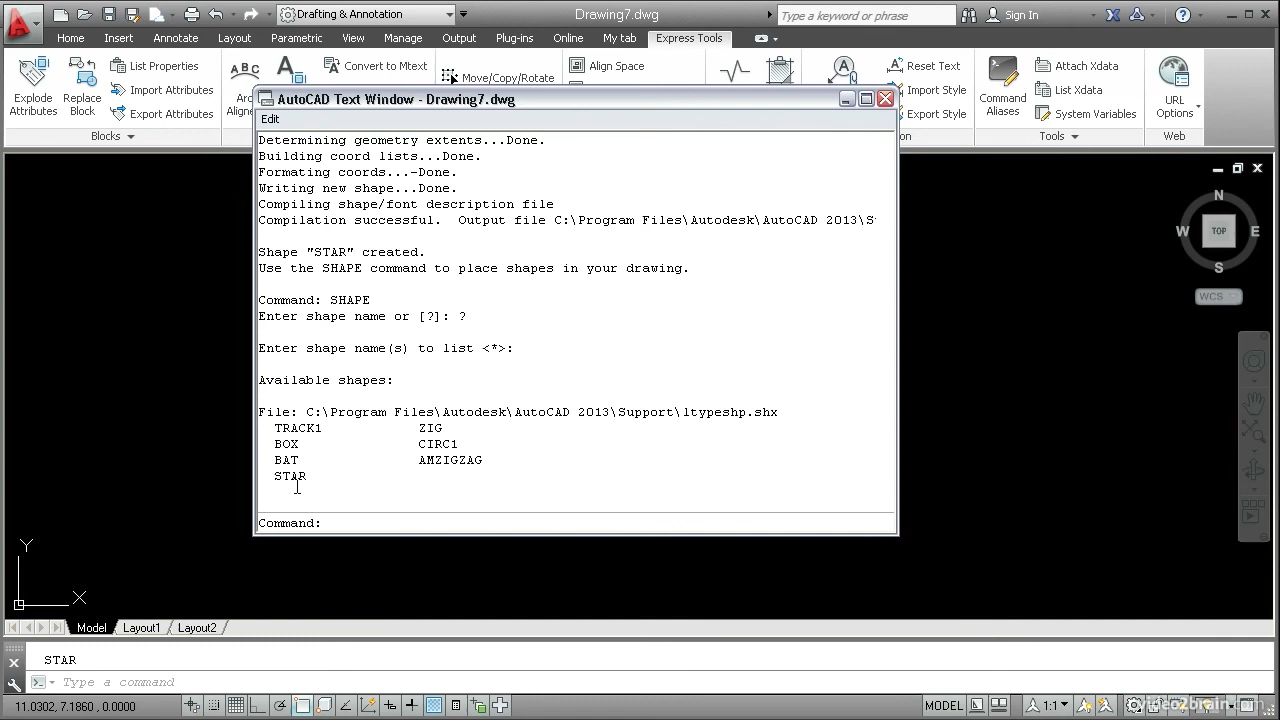 Drafting & Annotation
Drawing7.dwg
Type a keyword or phrase
Sign In
Home Insert Annotate Layout Parametric View Manage Output Plug-ins Online My tab Express Tools
Explode Attributes
Replace Block
List Properties
Import Attributes
Export Attributes
Blocks
ABC
Convert to Mtext
Move/Copy/Rotate
Align Space
Reset Text
Import Style
Export Style
Command Aliases
Attach Xdata
List Xdata
System Variables
Tools
URL Options
Web
AutoCAD Text Window - Drawing7.dwg
Edit
Determining geometry extents...Done.
Building coord lists...Done.
Formating coords...-Done.
Writing new shape...Done.
Compiling shape/font description file
Compilation successful. Output file C:\Program Files\Autodesk\AutoCAD 2013\S
Shape "STAR" created.
Use the SHAPE command to place shapes in your drawing.
Command: SHAPE
Enter shape name or [?]: ?
Enter shape name(s) to list <*>:
Available shapes:
File: C:\Program Files\Autodesk\AutoCAD 2013\Support\ltypeshp.shx
TRACK1 ZIG
BOX CIRC1
BAT AMZIGZAG
STAR
Command:
N
W TOP E
S
WCS
Y
X
Model Layout1 Layout2
STAR
Type a command
11.0302, 7.1860, 0.0000
MODEL
1:1
video2brain.com